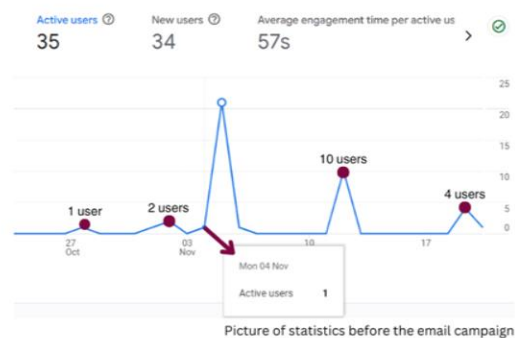 Active users New users Average engagement time per active us
35 34 57s
25
20
15
10 users
10
4 users
2 users
1 user
5
0
27 Oct
03 Nov
10
17
Mon 04 Nov
Active users 1
Picture of statistics before the email campaign